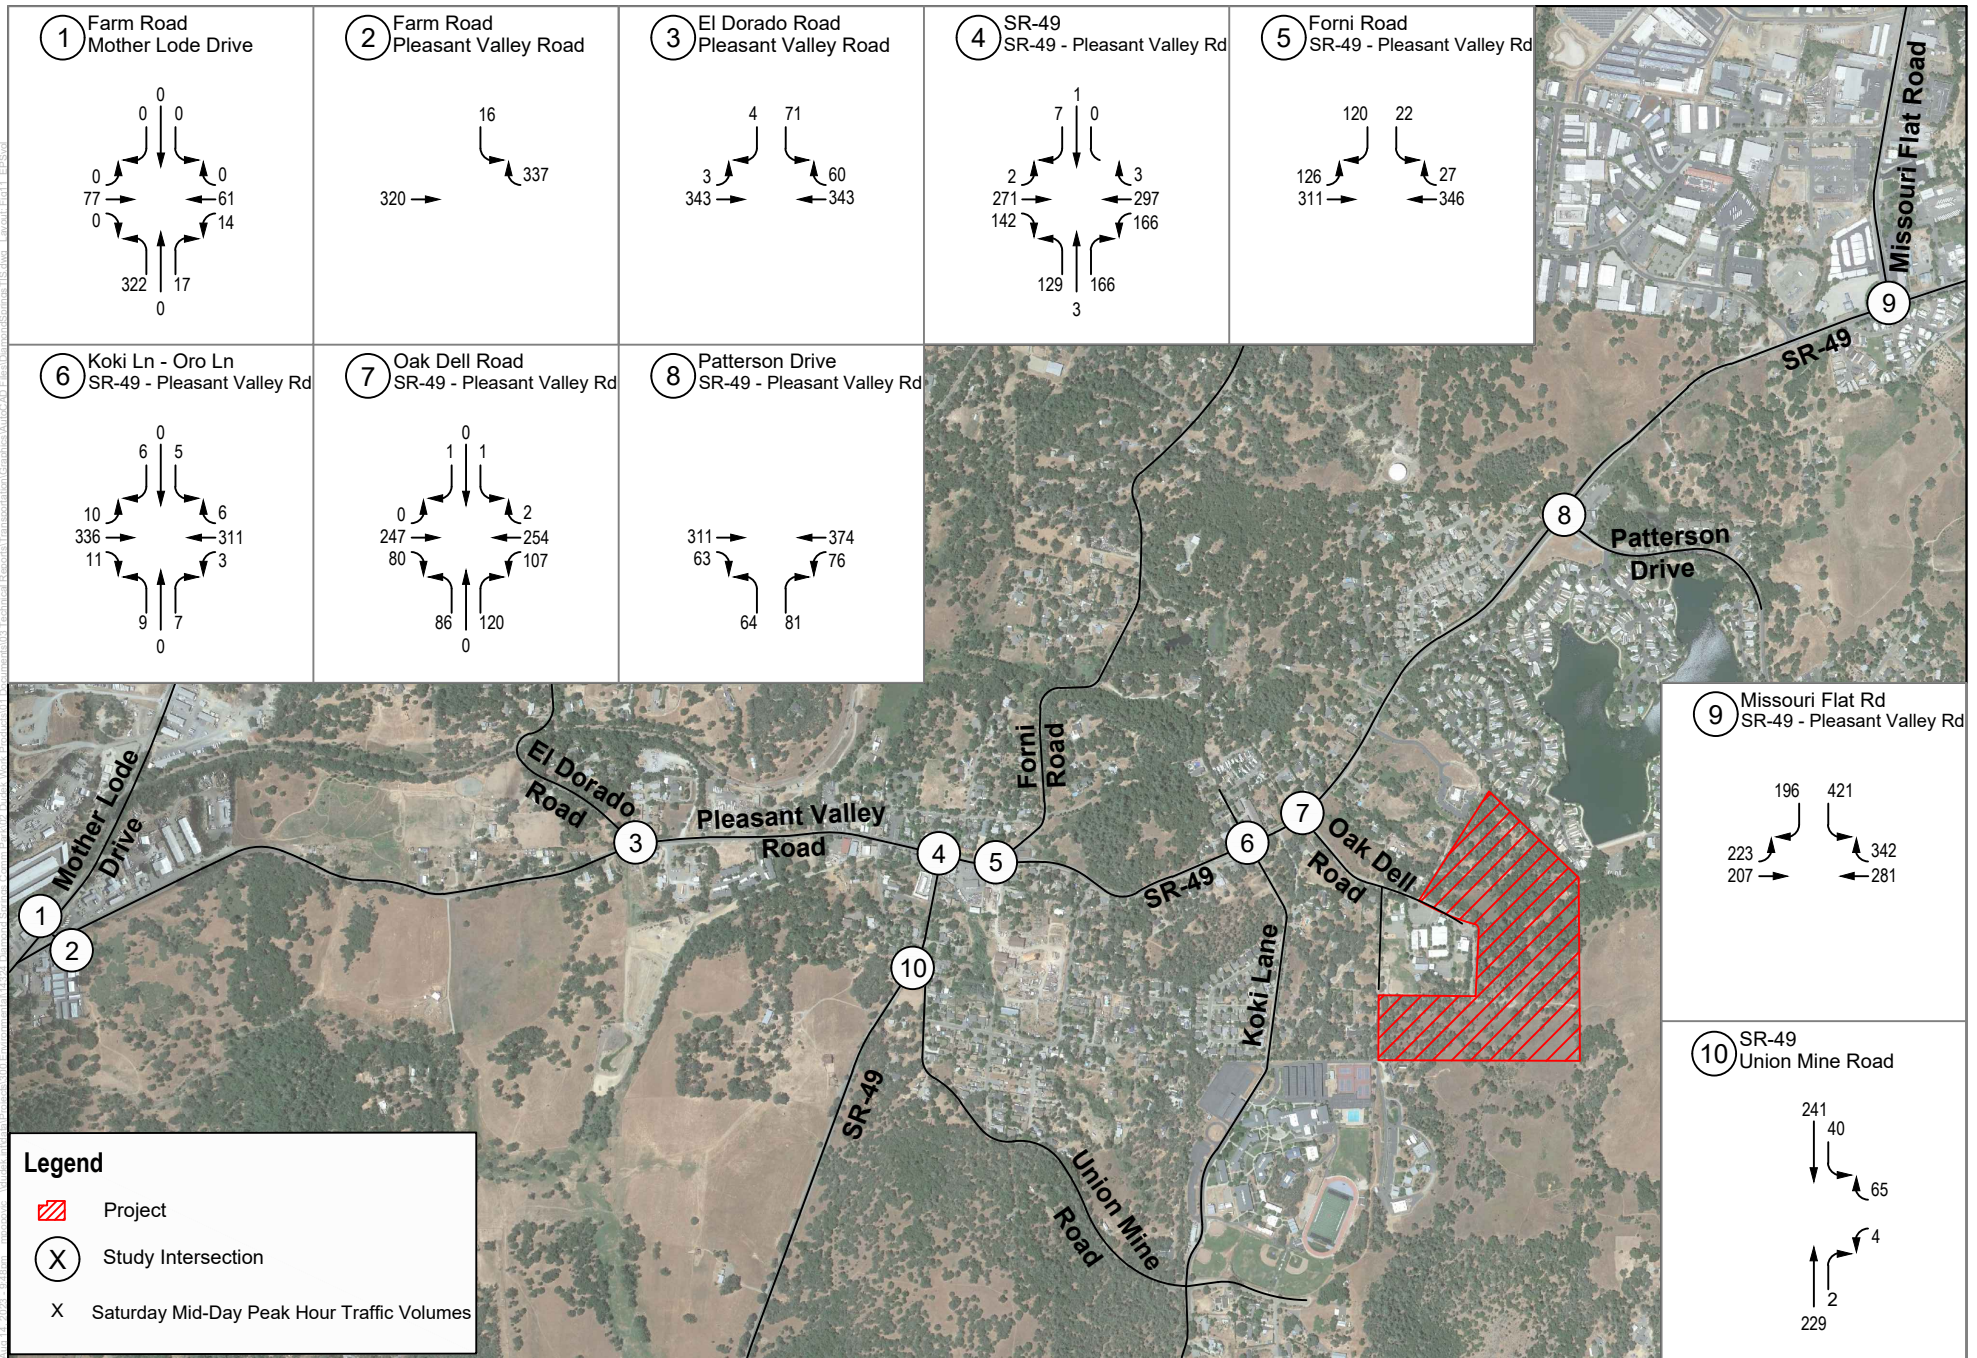 1
Farm Road
Mother Lode Drive
0
0 0
0 0
77 61
0 14
322 17
0
2
Farm Road
Pleasant Valley Road
16
337
320
3
El Dorado Road
Pleasant Valley Road
4 71
3 60
343 343
4
SR-49
SR-49 - Pleasant Valley Rd
1
7 0
2 3
271 297
142 166
129 166
3
5
Forni Road
SR-49 - Pleasant Valley Rd
120 22
126 27
311 346
6
Koki Ln - Oro Ln
SR-49 - Pleasant Valley Rd
0
6 5
10 6
336 311
11 3
9 7
0
7
Oak Dell Road
SR-49 - Pleasant Valley Rd
0
1 1
0 2
247 254
80 107
86 120
0
8
Patterson Drive
SR-49 - Pleasant Valley Rd
311 374
63 76
64 81
9
Missouri Flat Rd
SR-49 - Pleasant Valley Rd
196 421
223 342
207 281
10
SR-49
Union Mine Road
241
40
65
4
2
229
Missouri Flat Road
9
SR-49
8
Patterson
Drive
Forni
Road
Mother Lode
Drive
El Dorado
Road
Pleasant Valley
Road
1
2
3
4
5
6
7
10
SR-49
Oak Dell
Road
Koki Lane
SR-49
Union Mine
Road
Legend
Project
X Study Intersection
X Saturday Mid-Day Peak Hour Traffic Volumes